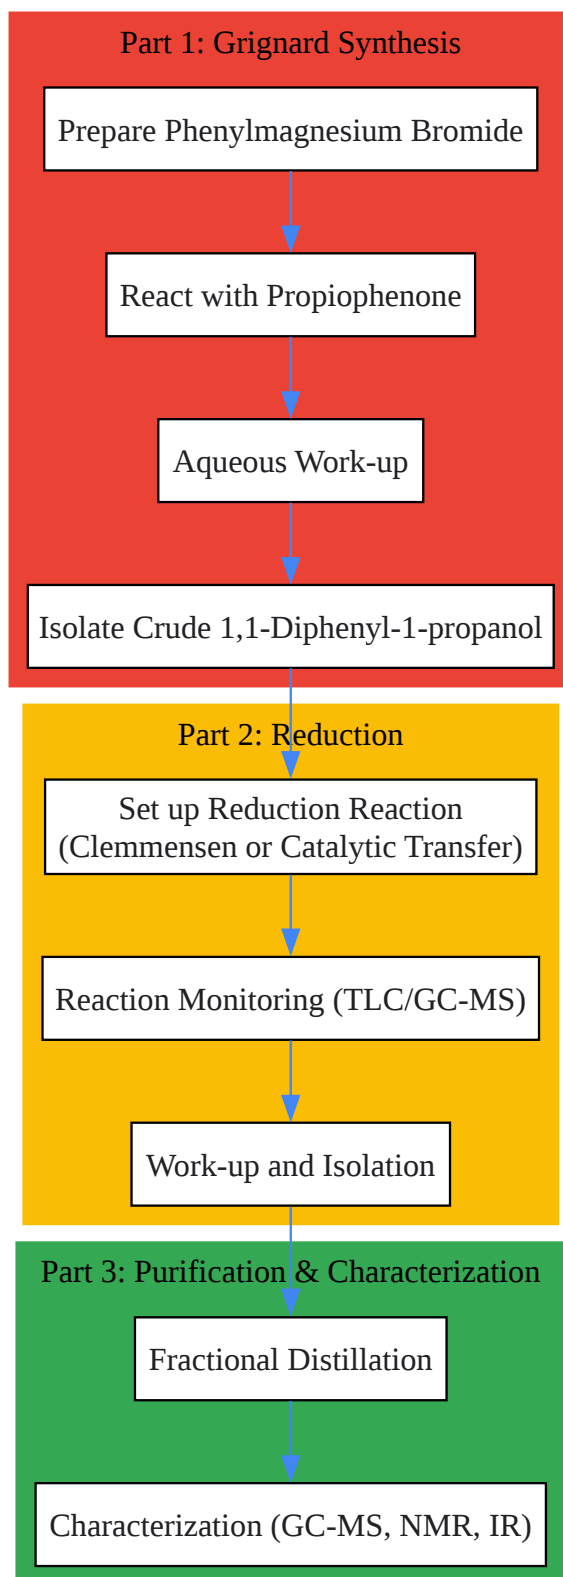 Part 1: Grignard Synthesis
Prepare Phenylmagnesium Bromide
React with Propiophenone
Aqueous Work-up
Isolate Crude 1,1-Diphenyl-1-propanol
Part 2: Reduction
Set up Reduction Reaction
(Clemmensen or Catalytic Transfer)
Reaction Monitoring (TLC/GC-MS)
Work-up and Isolation
Part 3: Purification & Characterization
Fractional Distillation
Characterization (GC-MS, NMR, IR)